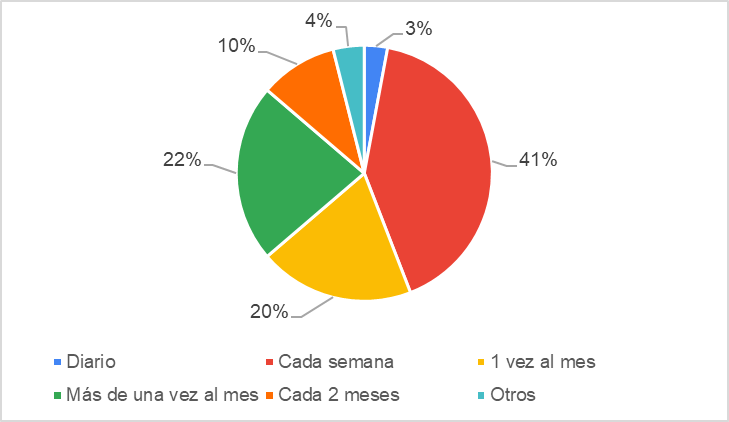 4%
3%
10%
22%
41%
20%
Diario
Cada semana
1 vez al mes
Más de una vez al mes
Cada 2 meses
Otros